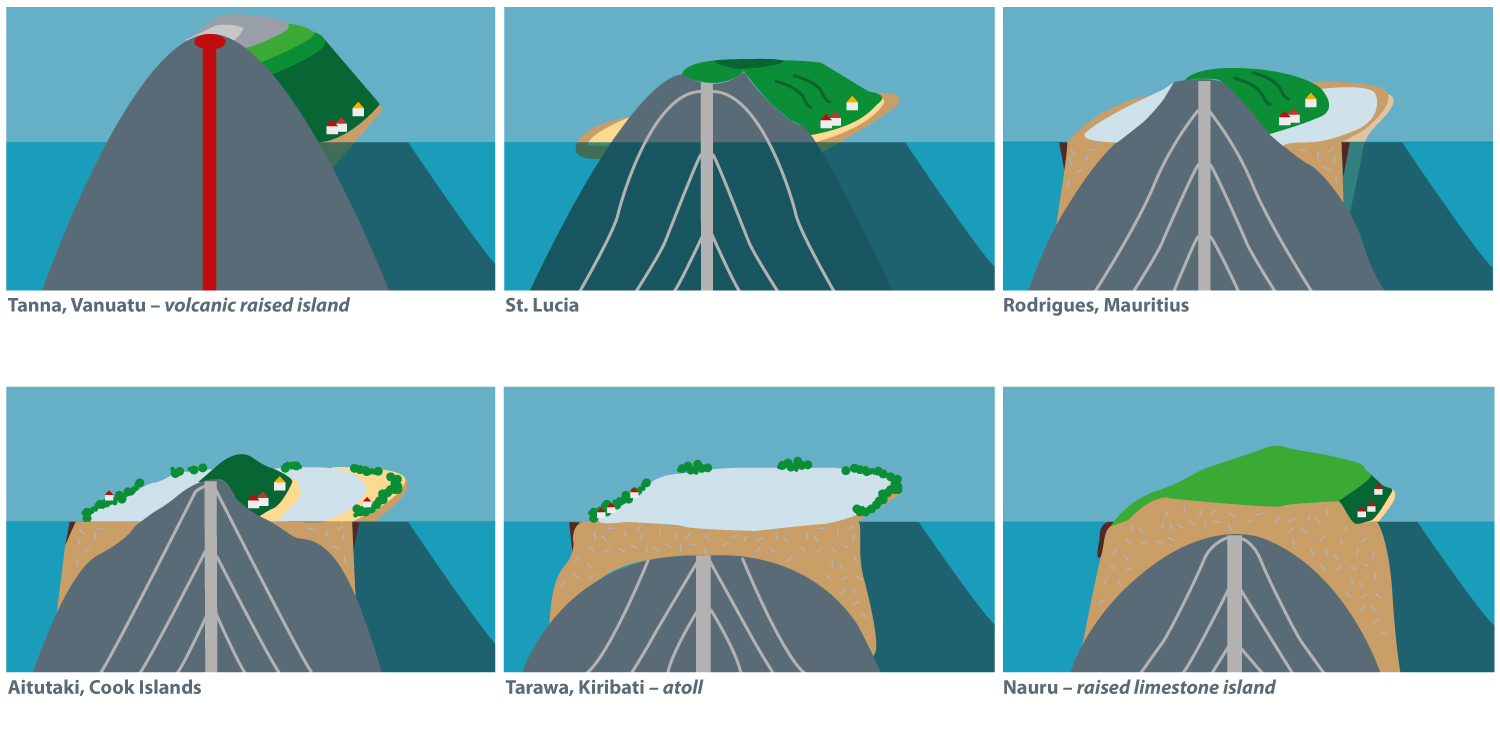 Tanna, Vanuatu – volcanic raised island
St. Lucia
Rodrigues, Mauritius
Aitutaki, Cook Islands
Tarawa, Kiribati – atoll
Nauru – raised limestone island